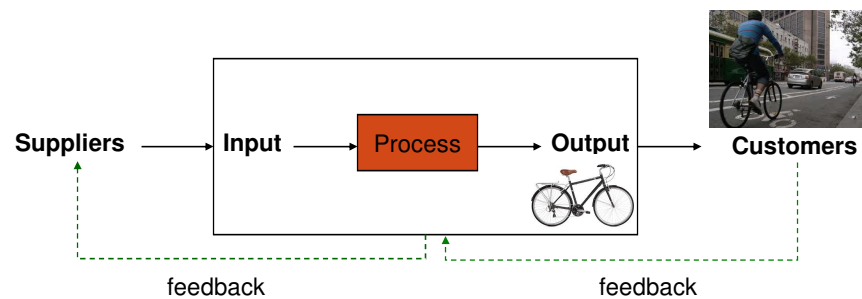 Suppliers
Input
Process
Output
Customers
feedback
feedback